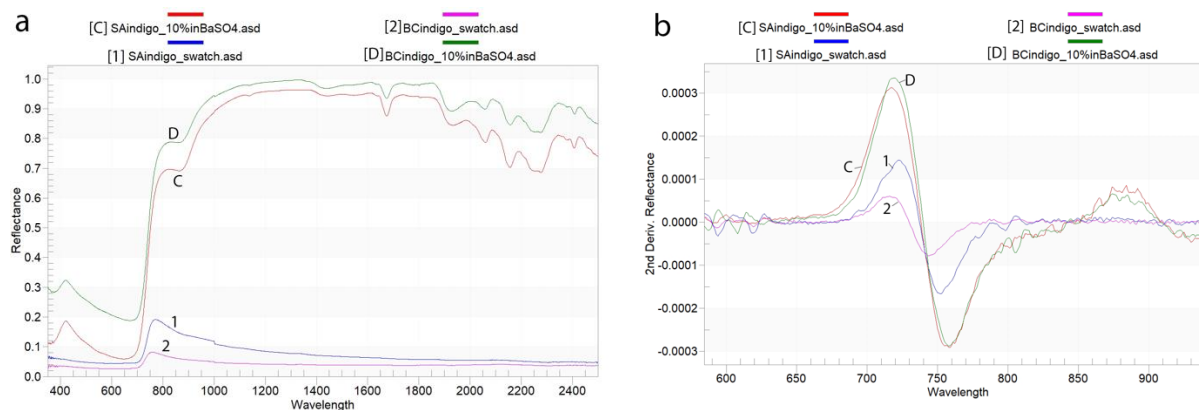 a
[C] SAindigo_10%inBaSO4.asd
[2]BCindigo_swatch.asd
[1] SAindigo_swatch.asd
[D]BCindigo_10%inBaSO4.asd
1.0
0.9
0.8
0.7
0.6
0.5
0.4
0.3
0.2
0.1
0.0
Reflectance
D
C
1
2
400 600 800 1000 1200 1400 1600 1800 2000 2200 2400
Wavelength
b
[C] SAindigo_10%inBaSO4.asd
[2] BCindigo_swatch.asd
[1] SAindigo_swatch.asd
[D] BCindigo_10%inBaSO4.asd
0.0003
0.0002
0.0001
0.0000
-0.0001
-0.0002
-0.0003
2nd Deriv. Reflectance
D
C
1
2
600 650 700 750 800 850 900
Wavelength